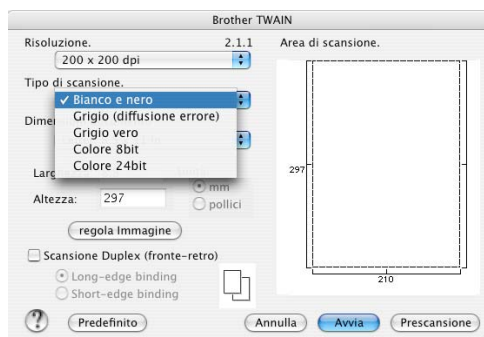 Brother TWAIN
Risoluzione.
2.1.1
200 x 200 dpi
Tipo di scansione.
✓ Bianco e nero
Grigio (diffusione errore)
Grigio vero
Colore 8bit
Colore 24bit
Altezza:
297
mm
pollici
regola Immagine
Scansione Duplex (fronte-retro)
Long-edge binding
Short-edge binding
Area di scansione.
297
210
?
Predefinito
Annulla
Avvia
Prescansione